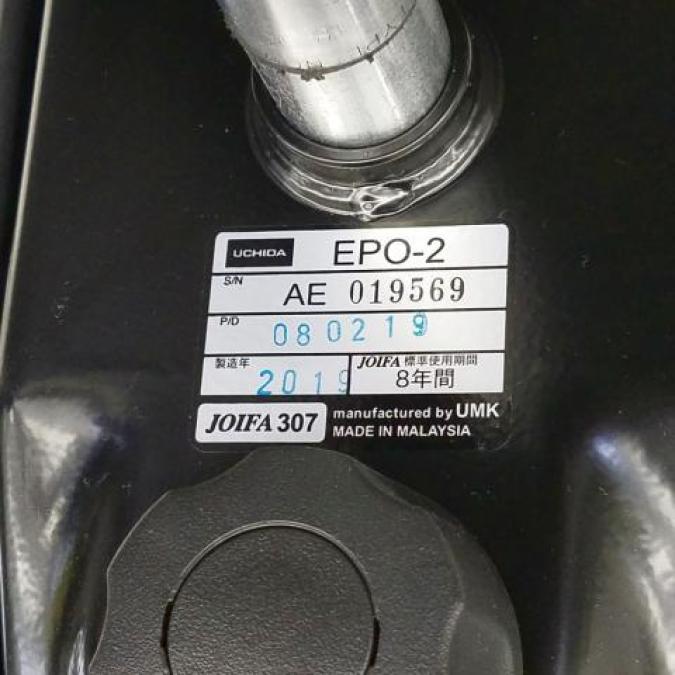 UCHIDA EPO-2
S/N AE 019569
P/D 080219
製造年 2019
JOIFA 標準使用期間
8年間
JOIFA 307
manufactured by UMK
MADE IN MALAYSIA